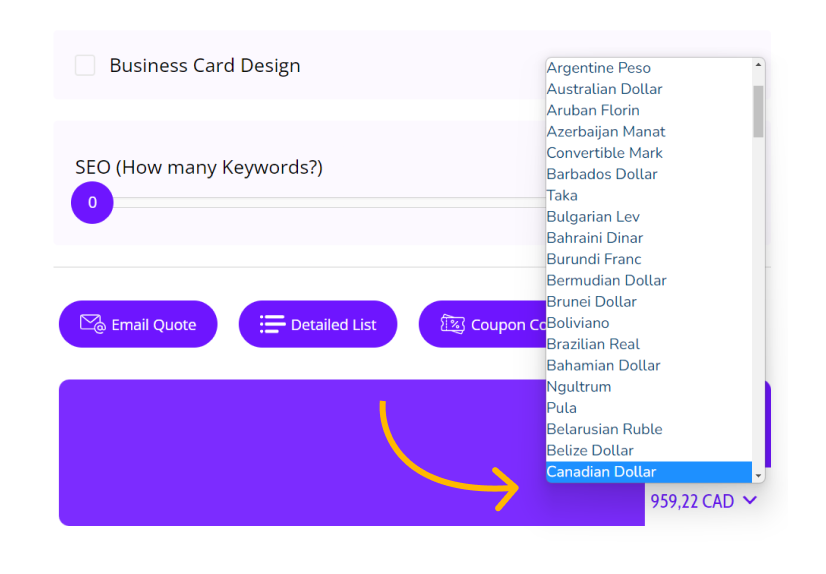 Business Card Design
SEO (How many Keywords?)
0
Email Quote
Detailed List
Coupon Co
Argentine Peso
Australian Dollar
Aruban Florin
Azerbaijan Manat
Convertible Mark
Barbados Dollar
Taka
Bulgarian Lev
Bahraini Dinar
Burundi Franc
Bermudian Dollar
Brunei Dollar
Boliviano
Brazilian Real
Bahamian Dollar
Ngultrum
Pula
Belarusian Ruble
Belize Dollar
Canadian Dollar
959,22 CAD